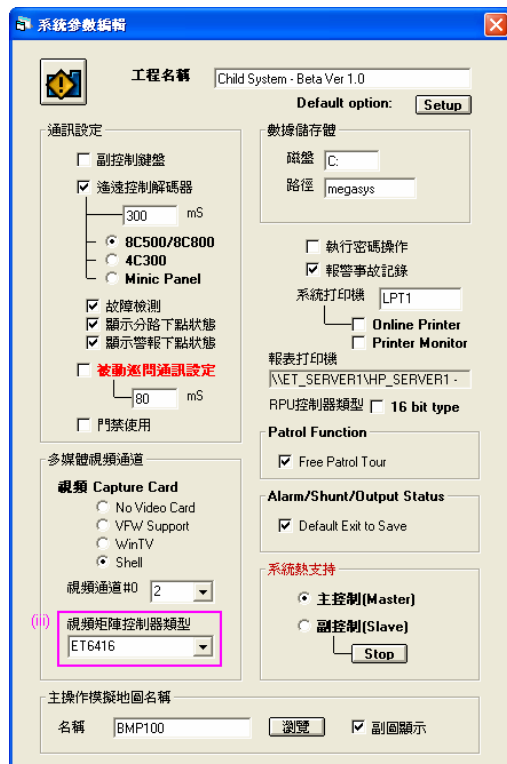 系統參數編輯
工程名稱 Child System - Beta Ver 1.0
Default option: Setup
通訊設定
副控制鍵盤
遙遠控制解碼器
300 mS
8C500/8C800
4C300
Minic Panel
故障檢測
顯示分路下點狀態
顯示警報下點狀態
被動巡問通訊設定
80 mS
門禁使用
數據儲存體
磁盤 C:
路徑 megasys
執行密碼操作
報警事故記錄
系統打印機 LPT1
Online Printer
Printer Monitor
報表打印機
\\ET_SERVER1\HP_SERVER1 -
RPU控制器類型 16 bit type
Patrol Function
Free Patrol Tour
Alarm/Shunt/Output Status
Default Exit to Save
多媒體視頻通道
視頻 Capture Card
No Video Card
VFW Support
WinTV
Shell
視頻通道#0 2
(iii) 視頻矩陣控制器類型
ET6416
系統熱支持
主控制(Master)
副控制(Slave)
Stop
主操作模擬地圖名稱
名稱 BMP100 瀏覽 副圖顯示